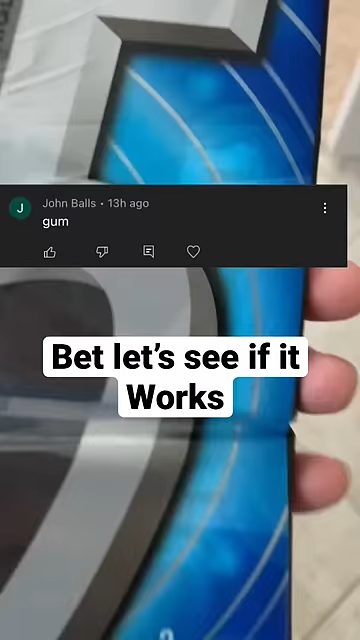 John Balls • 13h ago
gum
Bet let’s see if it
Works